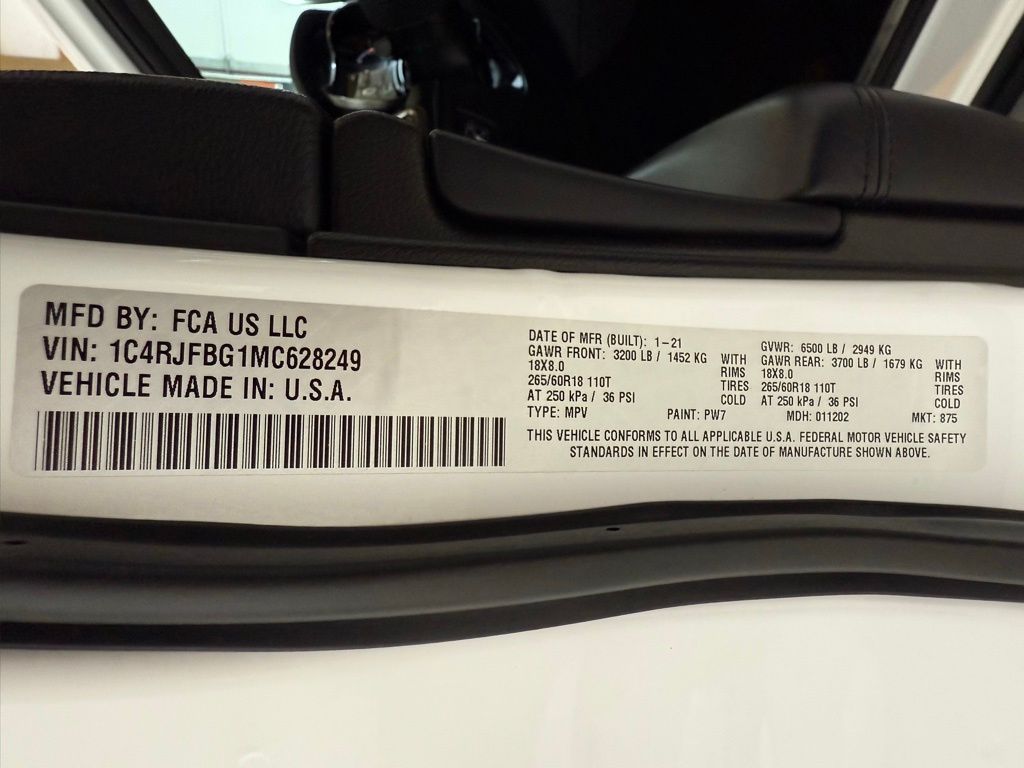 MFD BY: FCA US LLC
VIN: 1C4RJFBG1MC628249
VEHICLE MADE IN: U.S.A.
DATE OF MFR (BUILT): 1-21
GVWR: 6500 LB / 2949 KG
GAWR FRONT: 3200 LB / 1452 KG WITH
GAWR REAR: 3700 LB / 1679 KG WITH
18X8.0 RIMS
18X8.0 RIMS
265/60R18 110T TIRES
265/60R18 110T TIRES
AT 250 kPa / 36 PSI COLD
AT 250 kPa / 36 PSI COLD
TYPE: MPV PAINT: PW7 MDH: 011202 MKT: 875
THIS VEHICLE CONFORMS TO ALL APPLICABLE U.S.A. FEDERAL MOTOR VEHICLE SAFETY
STANDARDS IN EFFECT ON THE DATE OF MANUFACTURE SHOWN ABOVE.